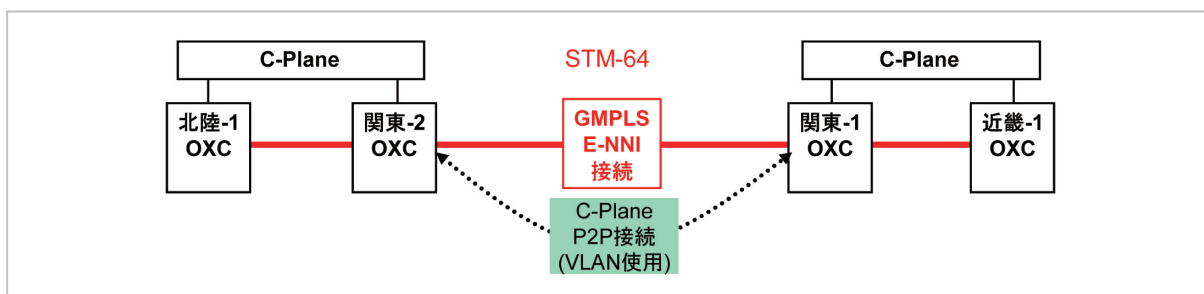 C-Plane
STM-64
C-Plane
北陸-1
OXC
関東-2
OXC
GMPLS
E-NNI
接続
関東-1
OXC
近畿-1
OXC
C-Plane
P2P接続
(VLAN使用)